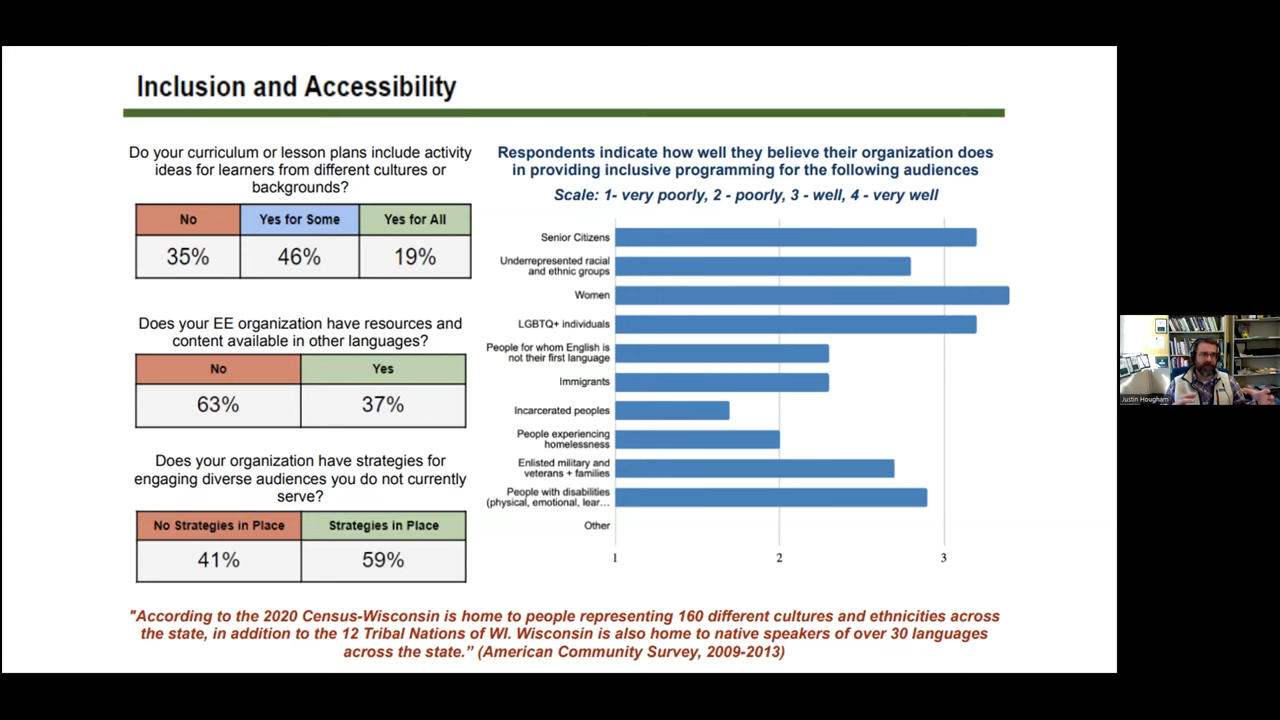 Inclusion and Accessibility
Do your curriculum or lesson plans include activity
ideas for learners from different cultures or
backgrounds?
No Yes for Some Yes for All
35% 46% 19%
Does your EE organization have resources and
content available in other languages?
No Yes
63% 37%
Does your organization have strategies for
engaging diverse audiences you do not currently
serve?
No Strategies in Place Strategies in Place
41% 59%
Respondents indicate how well they believe their organization does
in providing inclusive programming for the following audiences
Scale: 1- very poorly, 2 - poorly, 3 - well, 4 - very well
Senior Citizens
Underrepresented racial
and ethnic groups
Women
LGBTQ+ individuals
People for whom English is
not their first language
Immigrants
Incarcerated peoples
People experiencing
homelessness
Enlisted military and
veterans + families
People with disabilities
(physical, emotional, lear...
Other
1 2 3
"According to the 2020 Census-Wisconsin is home to people representing 160 different cultures and ethnicities across
the state, in addition to the 12 Tribal Nations of WI. Wisconsin is also home to native speakers of over 30 languages
across the state.” (American Community Survey, 2009-2013)
Justin Hougham